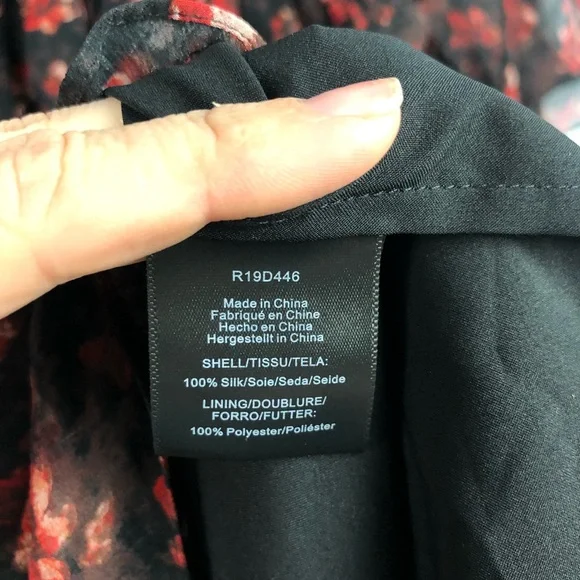 R19D446
Made in China
Fabriqué en Chine
Hecho en China
Hergestellt in China
SHELL/TISSU/TELA:
100% Silk/Soie/Seda/Seide
LINING/DOUBLURE/
FORRO/FUTTER:
100% Polyester/Poliéster